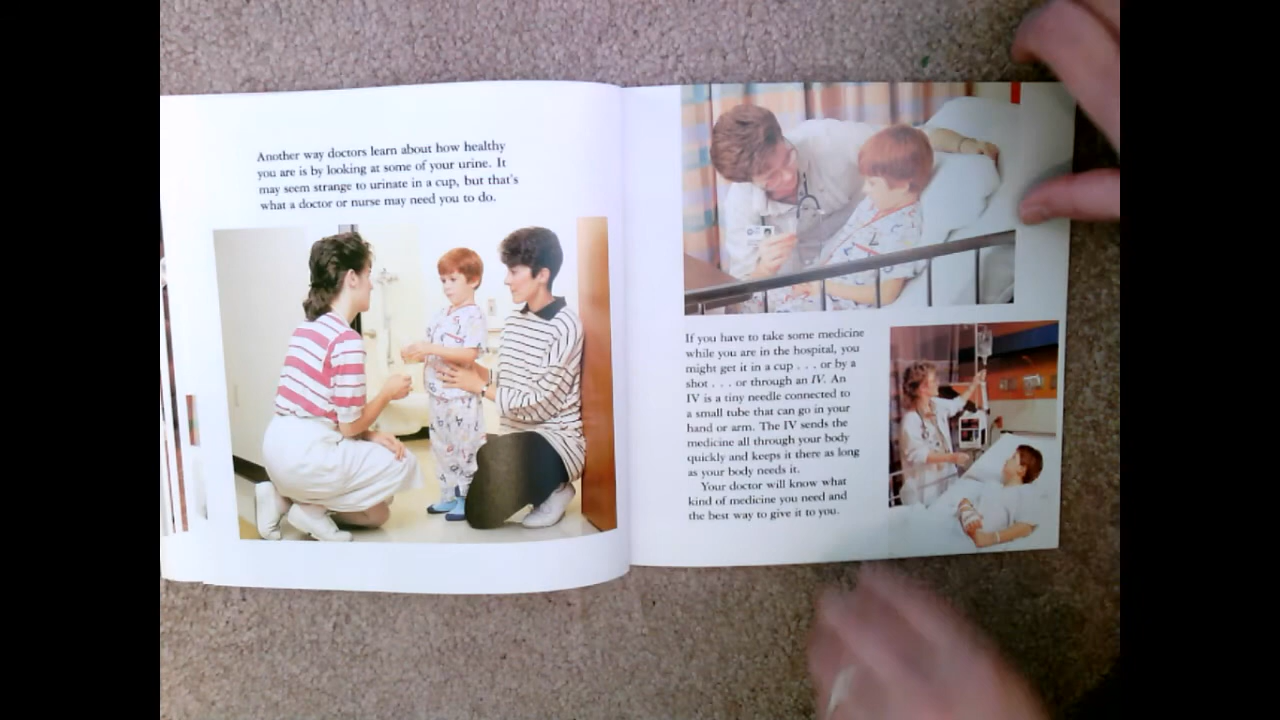 Another way doctors learn about how healthy
you are is by looking at some of your urine. It
may seem strange to urinate in a cup, but that's
what a doctor or nurse may need you to do.
If you have to take some medicine
while you are in the hospital, you
might get it in a cup . . . or by a
shot . . . or through an IV. An
IV is a tiny needle connected to
a small tube that can go in your
hand or arm. The IV sends the
medicine all through your body
quickly and keeps it there as long
as your body needs it.
Your doctor will know what
kind of medicine you need and
the best way to give it to you.